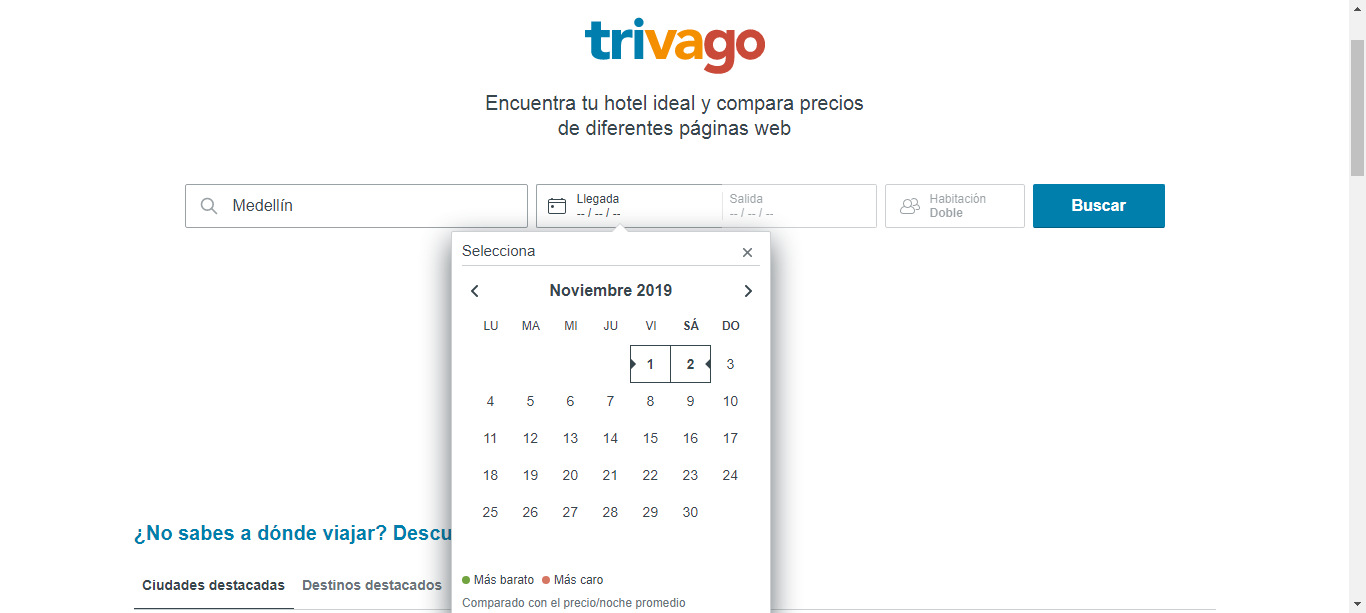 trivago
Encuentra tu hotel ideal y compara precios
de diferentes páginas web
Medellín
Llegada
-- / -- / --
Salida
-- / -- / --
Habitación
Doble
Buscar
Selecciona
Noviembre 2019
LU MA MI JU VI SÁ DO
1 2 3
4 5 6 7 8 9 10
11 12 13 14 15 16 17
18 19 20 21 22 23 24
25 26 27 28 29 30
¿No sabes a dónde viajar? Descu
Más barato Más caro
Ciudades destacadas Destinos destacados
Comparado con el precio/noche promedio